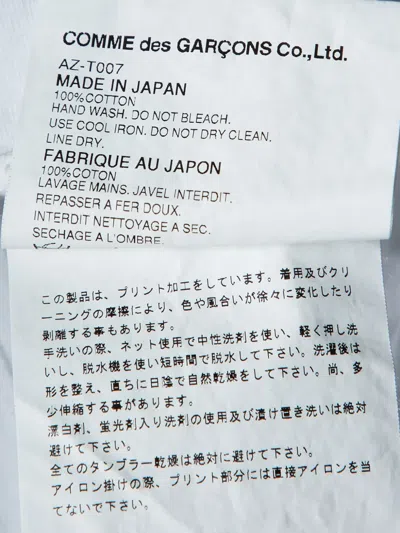 COMME des GARÇONS Co.,Ltd.
AZ-T007
MADE IN JAPAN
100%COTTON
HAND WASH. DO NOT BLEACH.
USE COOL IRON. DO NOT DRY CLEAN.
LINE DRY.
FABRIQUE AU JAPON
100%COTON
LAVAGE MAINS. JAVEL INTERDIT.
REPASSER A FER DOUX.
INTERDIT NETTOYAGE A SEC.
SECHAGE A L'OMBRE.
この製品は、プリント加工をしています。着用及びクリ
ーニングの摩擦により、色や風合いが徐々に変化したり
剥離する事もあります。
手洗いの際、ネット使用で中性洗剤を使い、軽く押し洗
いし、脱水機を使い短時間で脱水して下さい。洗濯後は
形を整え、直ちに日陰で自然乾燥をして下さい。尚、多
少伸縮する事があります。
漂白剤、蛍光剤入り洗剤の使用及び漬け置き洗いは絶対
避けて下さい。
全てのタンブラー乾燥は絶対に避けて下さい。
アイロン掛けの際、プリント部分には直接アイロンを当
てないで下さい。